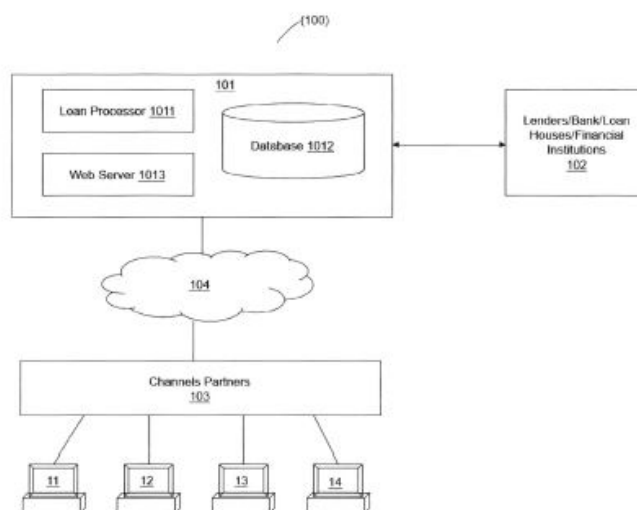 (100)
101
Loan Processor 1011
Database 1012
Web Server 1013
Lenders/Bank/Loan
Houses/Financial
Institutions
102
104
Channels Partners
103
11
12
13
14